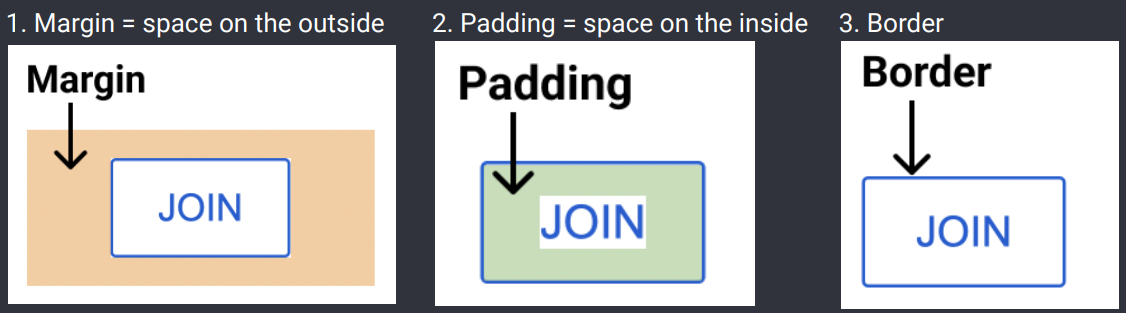 1. Margin = space on the outside
Margin
JOIN
2. Padding = space on the inside
Padding
JOIN
3. Border
Border
JOIN